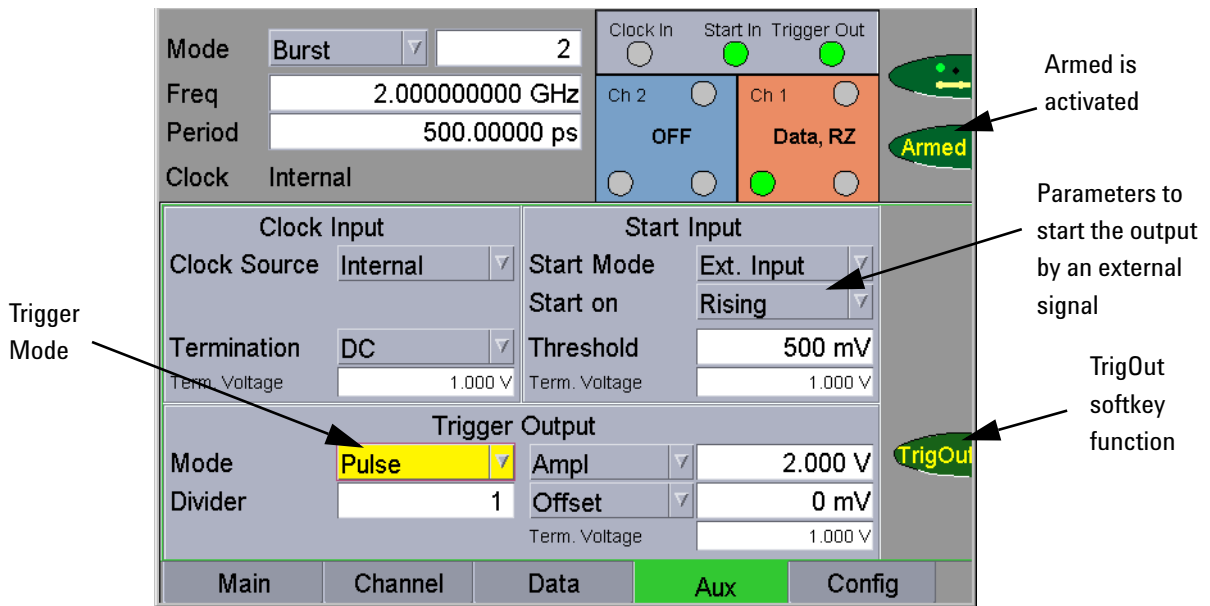 Mode Burst 2
Freq 2.000000000 GHz
Period 500.00000 ps
Clock Internal
Clock In Start In Trigger Out
Ch 2
OFF
Ch 1
Data, RZ
Armed
Armed is
activated
Clock Input
Clock Source Internal
Termination DC
Term. Voltage 1.000 V
Start Input
Start Mode Ext. Input
Start on Rising
Threshold 500 mV
Term. Voltage 1.000 V
Parameters to
start the output
by an external
signal
Trigger
Mode
Trigger Output
Mode Pulse
Divider 1
Ampl 2.000 V
Offset 0 mV
Term. Voltage 1.000 V
TrigOut
TrigOut
softkey
function
Main Channel Data Aux Config